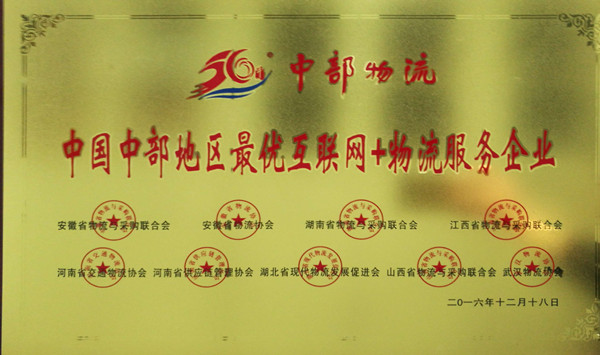 中部物流
中国中部地区最优互联网+物流服务企业
安徽省物流与采购联合会 安徽省物流协会 湖南省物流与采购联合会 江西省物流与采购联合会
河南省交通物流协会 河南省供应链管理协会 湖北省现代物流发展促进会 山西省物流与采购联合会 武汉物流协会
二〇一六年十二月十八日